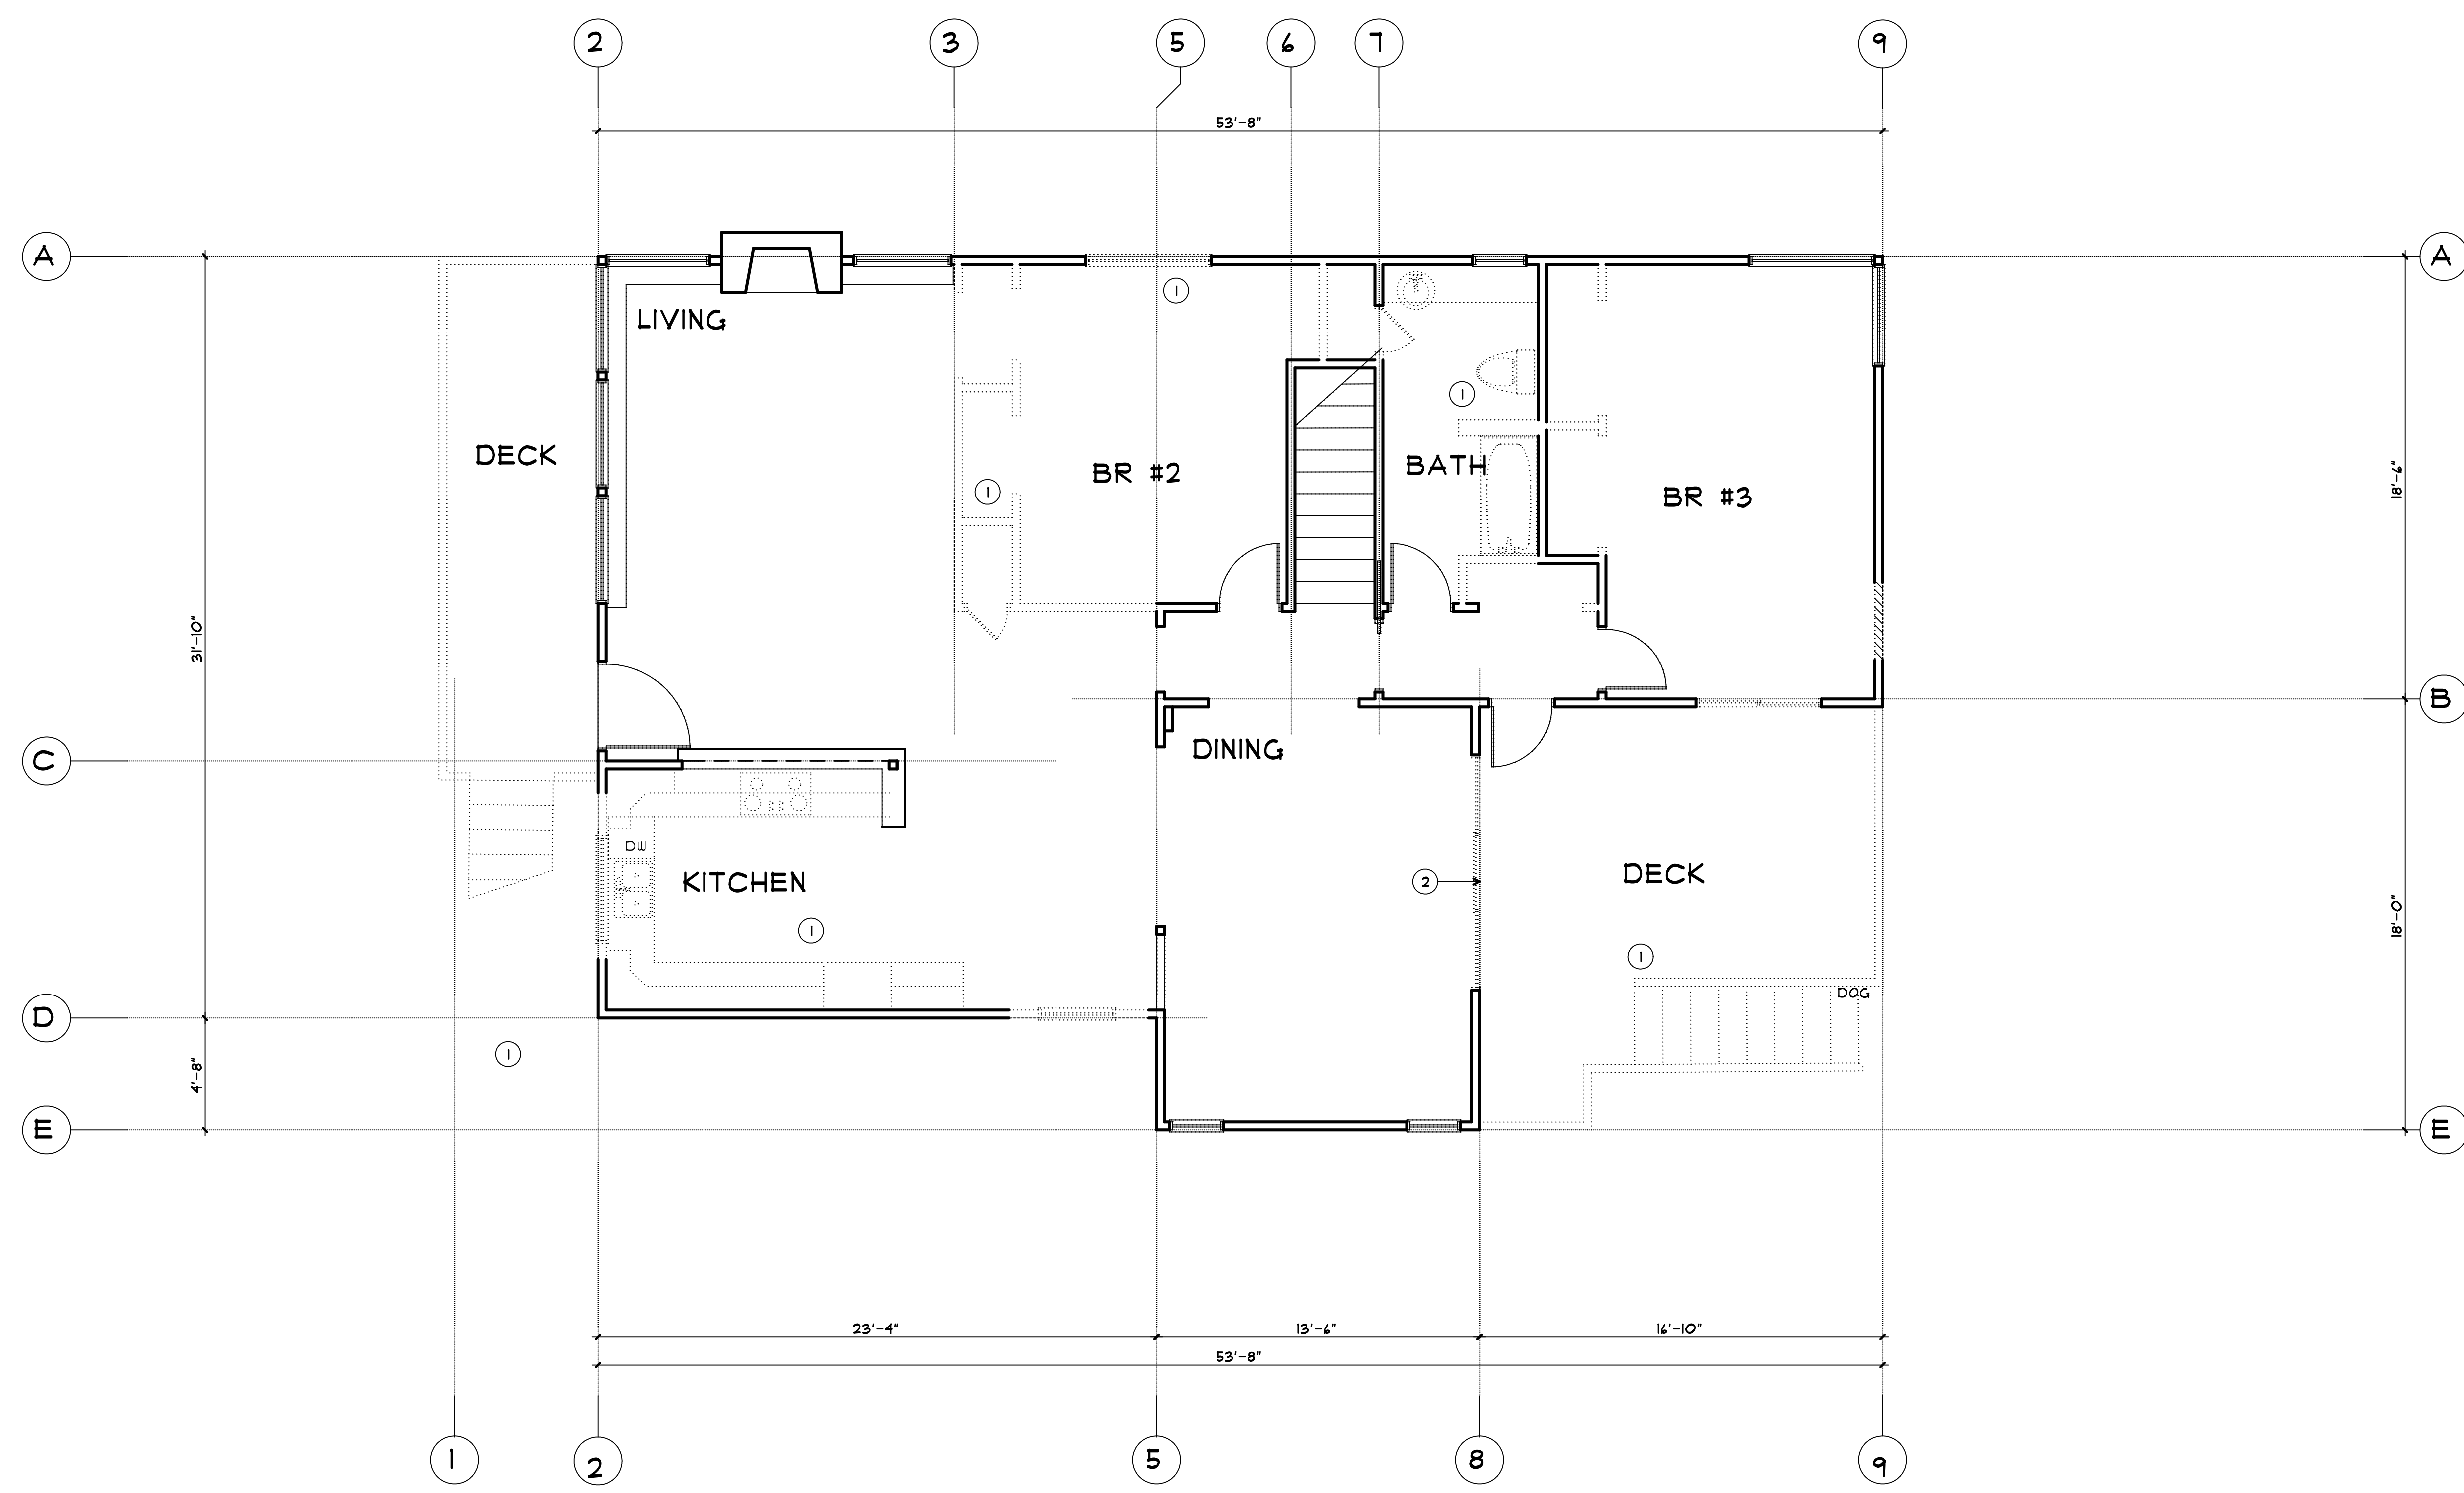 2 3 5 6 7 9
53'-8"
A A
LIVING
1
1
DECK
BATH
BR #2
18'-6"
1
BR #3
31'-10"
B
DINING
C
DW
DECK
KITCHEN
2
18'-0"
1
1
DOG
D
1
4'-8"
E E
23'-4" 13'-6" 16'-10"
53'-8"
1 2 5 8 9